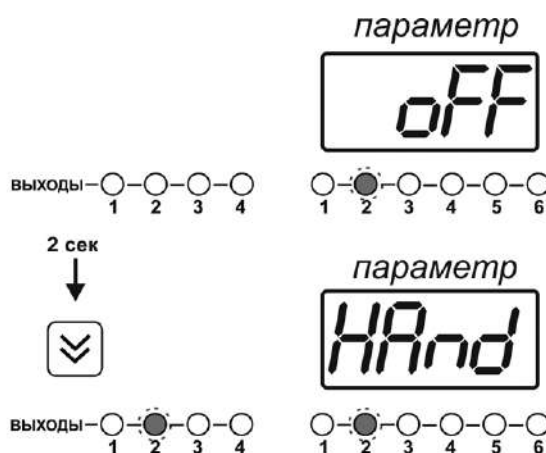 параметр
oFF
ВЫХОДЫ
1 2 3 4
1 2 3 4 5 6
2 сек
параметр
HAnd
ВЫХОДЫ
1 2 3 4
1 2 3 4 5 6